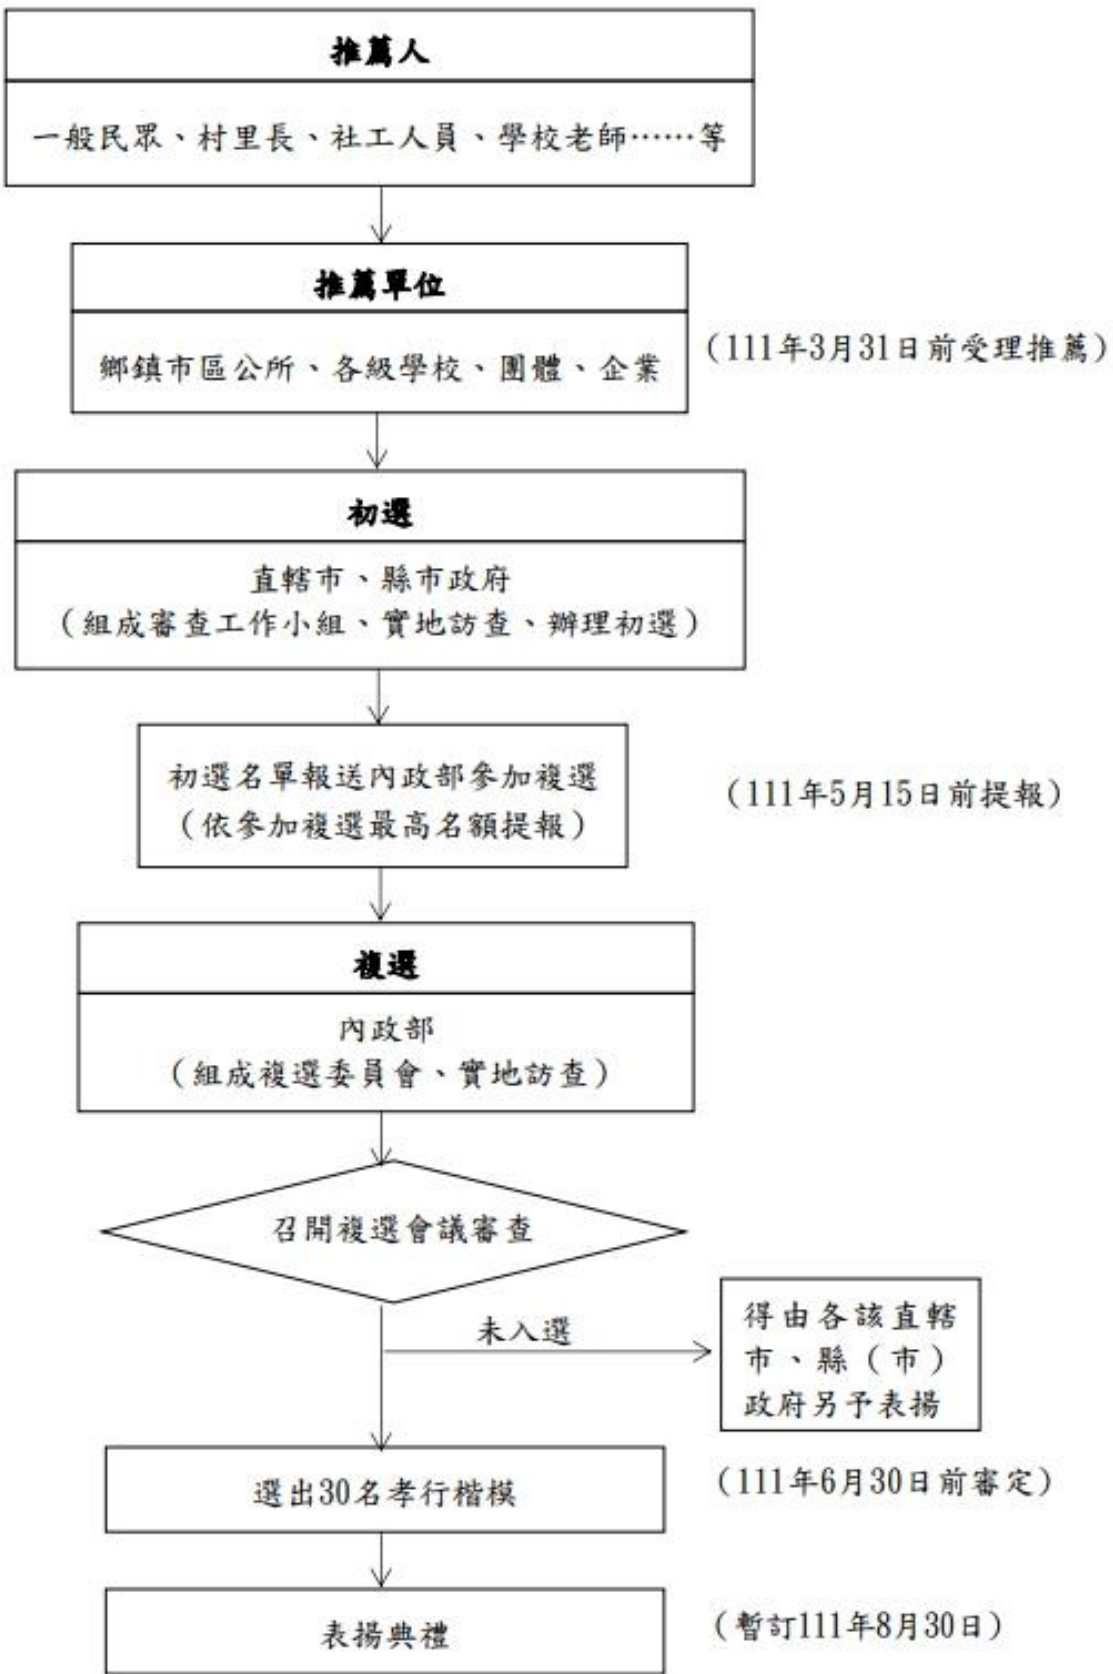 推薦人
一般民眾、村里長、社工人員、學校老師……等
推薦單位
鄉鎮市區公所、各級學校、團體、企業
（111年3月31日前受理推薦）
初選
直轄市、縣市政府
（組成審查工作小組、實地訪查、辦理初選）
初選名單報送內政部參加複選
（依參加複選最高名額提報）
（111年5月15日前提報）
複選
內政部
（組成複選委員會、實地訪查）
召開複選會議審查
未入選
得由各該直轄
市、縣（市）
政府另予表揚
選出30名孝行楷模
（111年6月30日前審定）
表揚典禮
（暫訂111年8月30日）